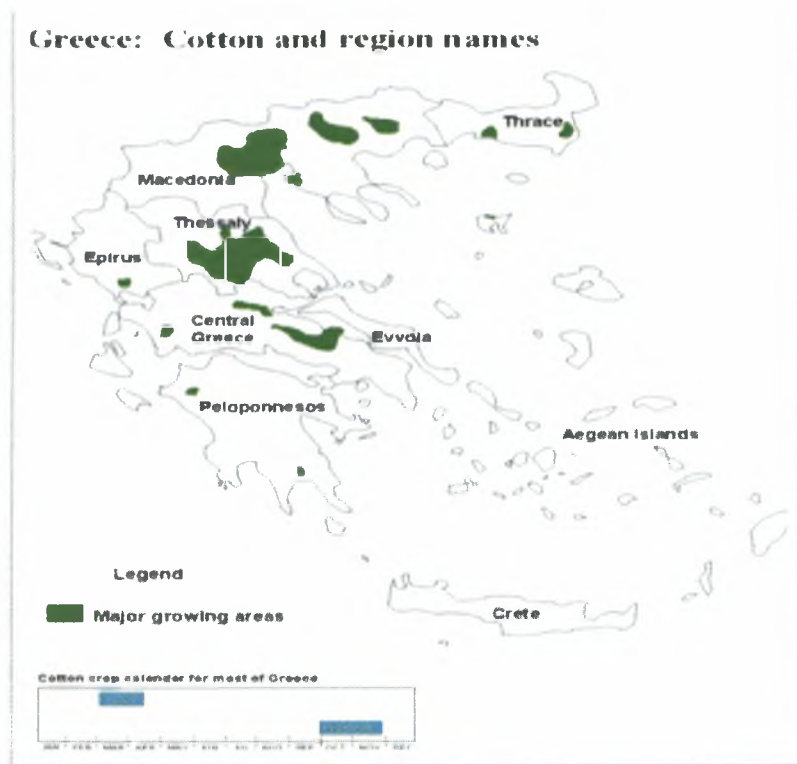 Greece: Cotton and region names
Thrace
Macedonia
Thessaly
Epirus
Central
Greece
Evvoia
Peloponnesos
Aegean Islands
Legend
Major growing areas
Crete
Cotton crop calender for most of Greece